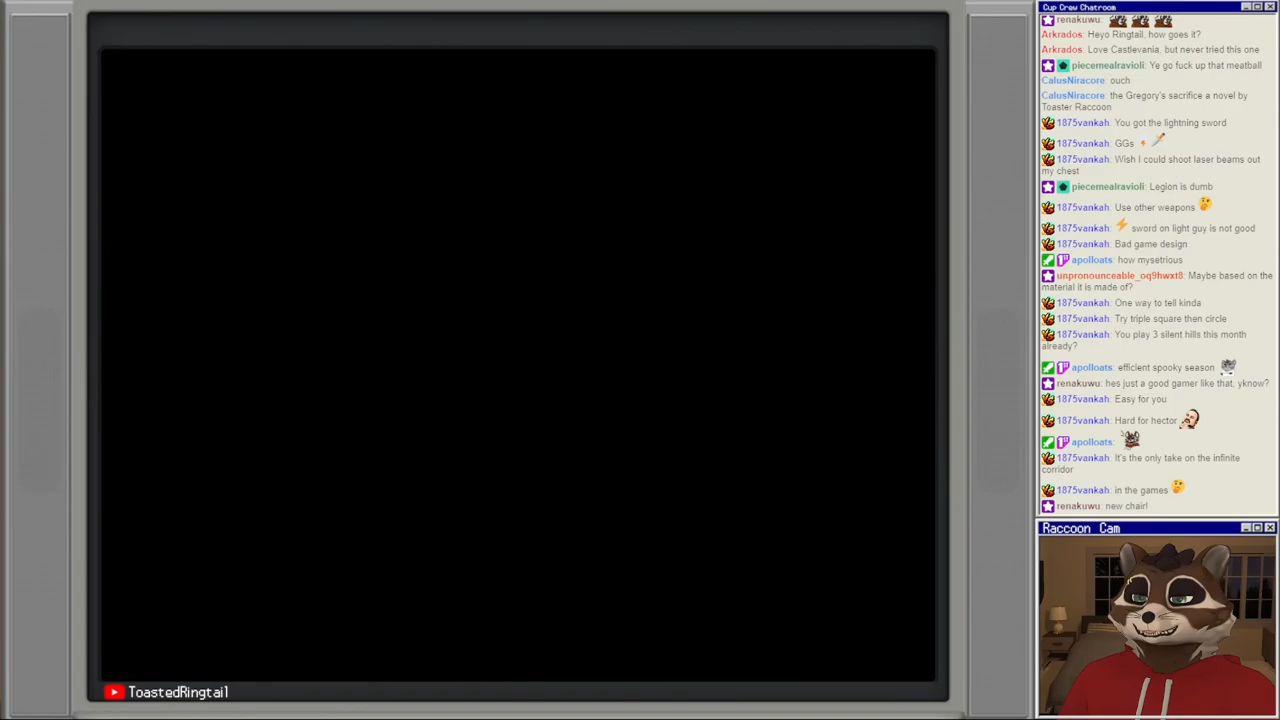 Cup Crew Chatroom
renakuwu:
Arkrados: Heyo Ringtail, how goes it?
Arkrados: Love Castlevania, but never tried this one
piecemealravioli: Ye go fuck up that meatball
CalusNiracore: ouch
CalusNiracore: the Gregory's sacrifice a novel by
Toaster Raccoon
1875vankah: You got the lightning sword
1875vankah: GGs
1875vankah: Wish I could shoot laser beams out
my chest
piecemealravioli: Legion is dumb
1875vankah: Use other weapons
1875vankah: sword on light guy is not good
1875vankah: Bad game design
apolloats: how mysetrious
unpronounceable_oq9hwxt8: Maybe based on the
material it is made of?
1875vankah: One way to tell kinda
1875vankah: Try triple square then circle
1875vankah: You play 3 silent hills this month
already?
apolloats: efficient spooky season
renakuwu: hes just a good gamer like that, yknow?
1875vankah: Easy for you
1875vankah: Hard for hector
apolloats:
1875vankah: It's the only take on the infinite
corridor
1875vankah: in the games
renakuwu: new chair!
Raccoon Cam
ToastedRingtail